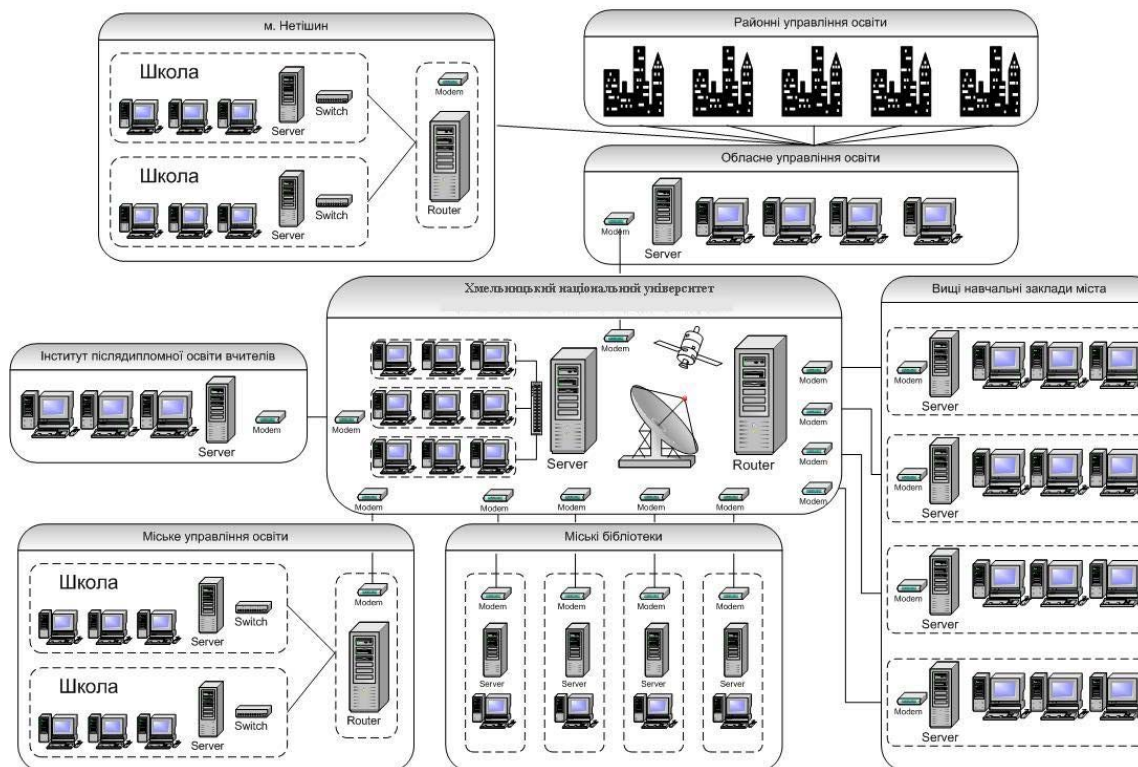 м. Нетішин
Школа
Server
Switch
Школа
Server
Switch
Modem
Router
Районні управління освіти
Обласне управління освіти
Modem
Server
Хмельницький національний університет
Modem
Modem
Server
Router
Modem
Modem
Modem
Modem
Modem
Modem
Modem
Modem
Modem
Інститут післядипломної освіти вчителів
Server
Modem
Вищі навчальні заклади міста
Modem
Server
Modem
Server
Modem
Server
Modem
Server
Міське управління освіти
Школа
Server
Switch
Школа
Server
Switch
Modem
Router
Міські бібліотеки
Modem
Modem
Modem
Modem
Server
Server
Server
Server